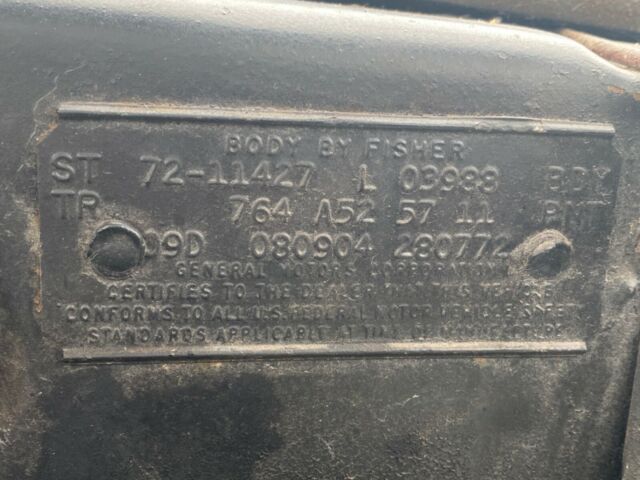 BODY BY FISHER
ST 72-11427 L 03988 BDY
TR 764 A52 57 11 PNT
09D 080904 280772
GENERAL MOTORS CORPORATION
CERTIFIES TO THE DEALER THAT THIS VEHICLE
CONFORMS TO ALL U.S. FEDERAL MOTOR VEHICLE SAFETY
STANDARDS APPLICABLE AT TIME OF MANUFACTURE